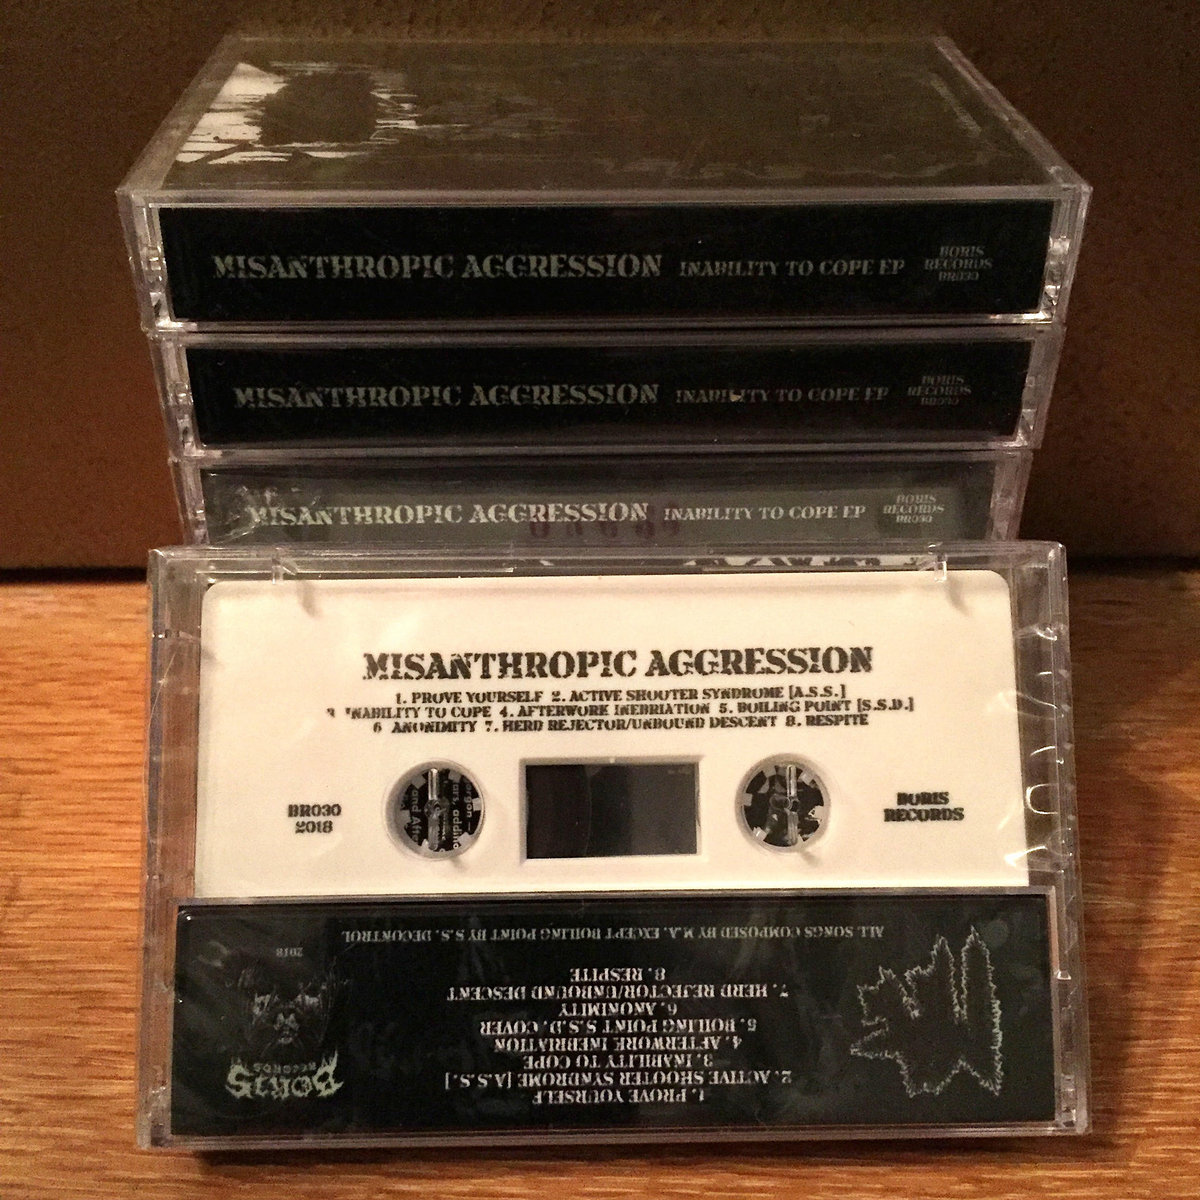 MISANTHROPIC AGGRESSION INABILITY TO COPE EP
BORIS
RECORDS
BR030
MISANTHROPIC AGGRESSION INABILITY TO COPE EP
BORIS
RECORDS
BR030
MISANTHROPIC AGGRESSION INABILITY TO COPE EP
BORIS
RECORDS
BR030
MISANTHROPIC AGGRESSION
1. PROVE YOURSELF 2. ACTIVE SHOOTER SYNDROME [A.S.S.]
3. INABILITY TO COPE 4. AFTERWORK INEBRIATION 5. BOILING POINT [S.S.D.]
6 ANONIMITY 7. HERD REJECTOR/UNBOUND DESCENT 8. RESPITE
BR030
2018
BORIS
RECORDS
1. PROVE YOURSELF
2. ACTIVE SHOOTER SYNDROME [A.S.S.]
3. INABILITY TO COPE
4. AFTERWORK INEBRIATION
5. BOILING POINT S.S.D. COVER
6. ANONIMITY
7. HERD REJECTOR/UNBOUND DESCENT
8. RESPITE
ALL SONGS COMPOSED BY M.A. EXCEPT BOILING POINT BY S.S. DECONTROL
BORIS
RECORDS
2018